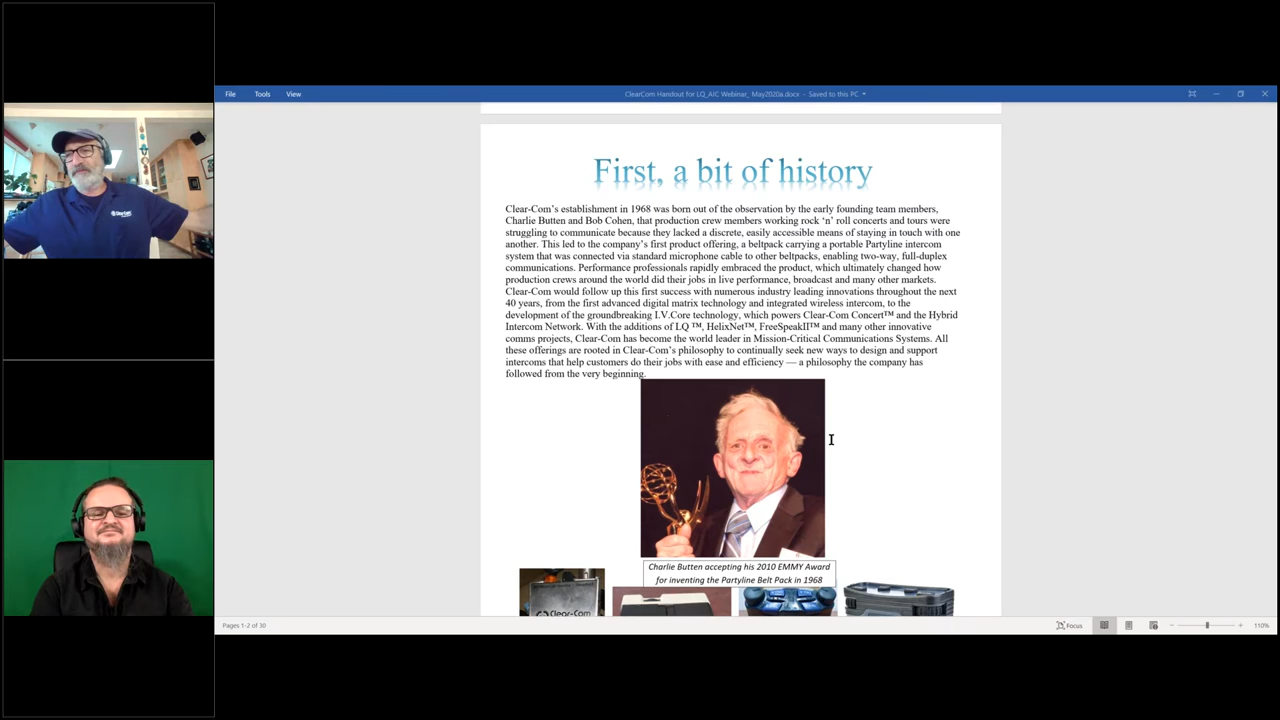 File Tools View
ClearCom Handout for LQ_AIC Webinar_ May2020a.docx - Saved to this PC
First, a bit of history
Clear-Com’s establishment in 1968 was born out of the observation by the early founding team members,
Charlie Butten and Bob Cohen, that production crew members working rock ‘n’ roll concerts and tours were
struggling to communicate because they lacked a discrete, easily accessible means of staying in touch with one
another. This led to the company’s first product offering, a beltpack carrying a portable Partyline intercom
system that was connected via standard microphone cable to other beltpacks, enabling two-way, full-duplex
communications. Performance professionals rapidly embraced the product, which ultimately changed how
production crews around the world did their jobs in live performance, broadcast and many other markets.
Clear-Com would follow up this first success with numerous industry leading innovations throughout the next
40 years, from the first advanced digital matrix technology and integrated wireless intercom, to the
development of the groundbreaking I.V.Core technology, which powers Clear-Com Concert™ and the Hybrid
Intercom Network. With the additions of LQ ™, HelixNet™, FreeSpeakII™ and many other innovative
comms projects, Clear-Com has become the world leader in Mission-Critical Communications Systems. All
these offerings are rooted in Clear-Com’s philosophy to continually seek new ways to design and support
intercoms that help customers do their jobs with ease and efficiency — a philosophy the company has
followed from the very beginning.
Charlie Butten accepting his 2010 EMMY Award
for inventing the Partyline Belt Pack in 1968
Clear-Com
Pages 1-2 of 30
Focus
110%